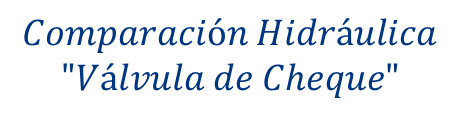 Comparación Hidráulica
"Válvula de Cheque"